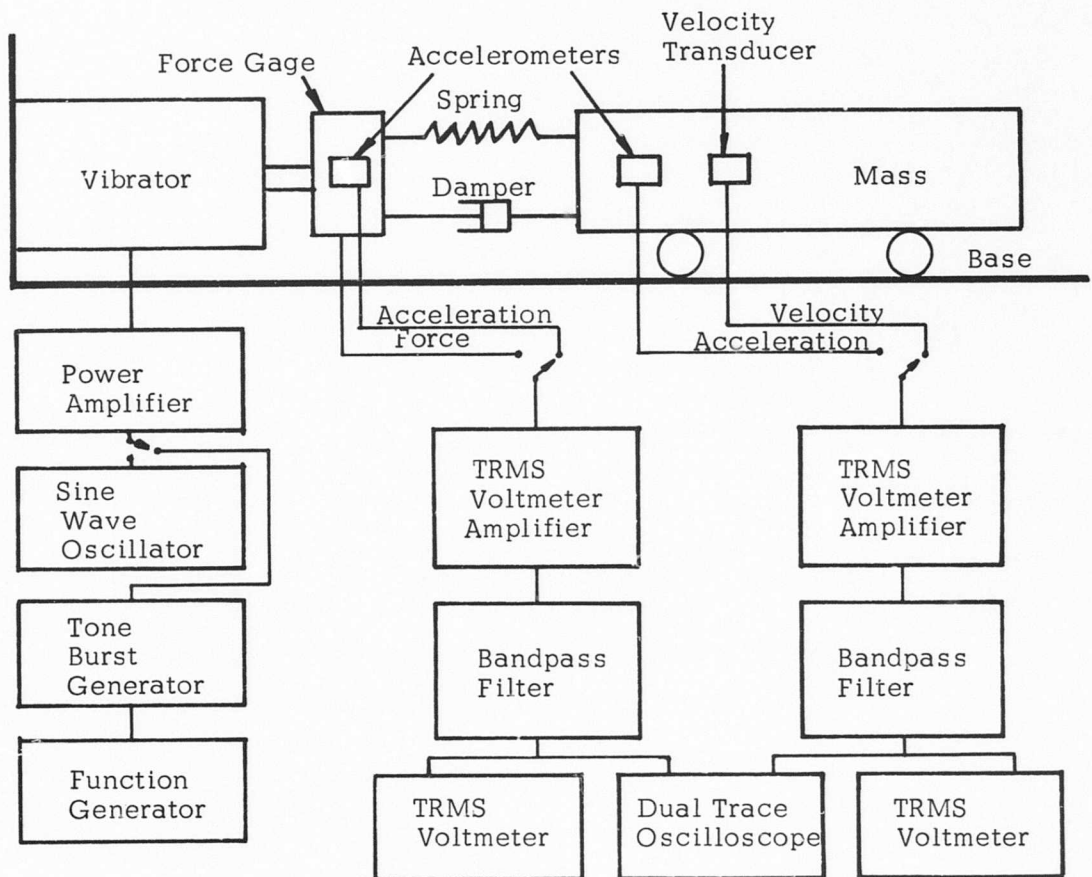 Velocity
Transducer
Force Gage
Accelerometers
Spring
Vibrator
Damper
Mass
Base
Acceleration
Force
Velocity
Acceleration
Power
Amplifier
Sine
Wave
Oscillator
Tone
Burst
Generator
Function
Generator
TRMS
Voltmeter
Amplifier
Bandpass
Filter
TRMS
Voltmeter
Dual Trace
Oscilloscope
TRMS
Voltmeter
Amplifier
Bandpass
Filter
TRMS
Voltmeter